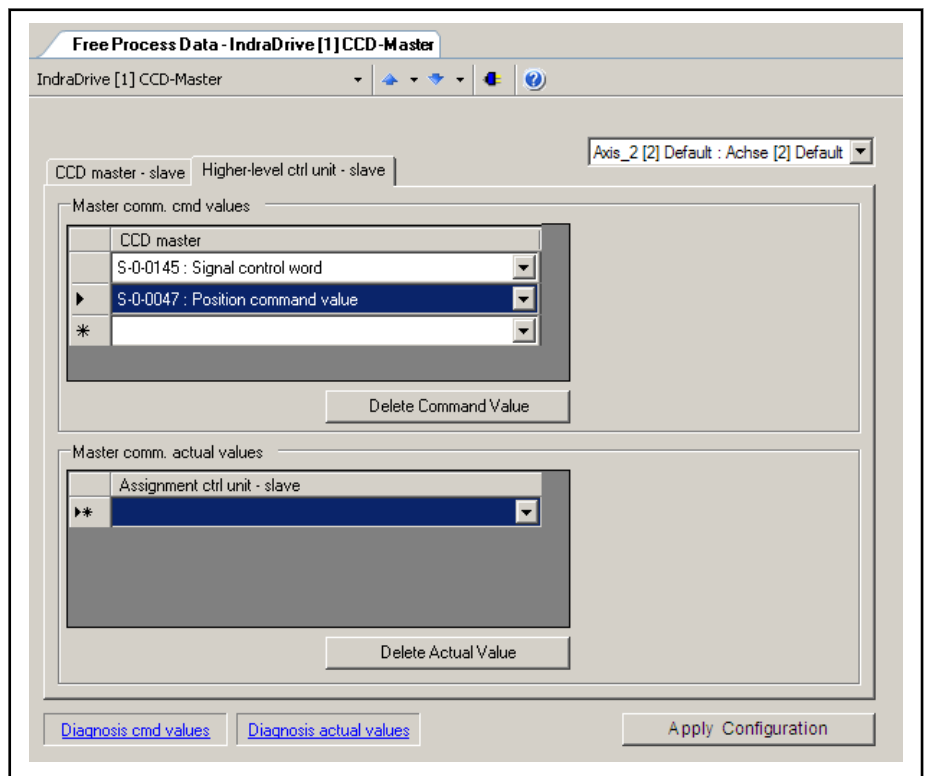 Free Process Data - IndraDrive [1] CCD-Master
IndraDrive [1] CCD-Master
Axis_2 [2] Default : Achse [2] Default
CCD master - slave
Higher-level ctrl unit - slave
Master comm. cmd values
CCD master
S-0-0145 : Signal control word
S-0-0047 : Position command value
Delete Command Value
Master comm. actual values
Assignment ctrl unit - slave
Delete Actual Value
Diagnosis cmd values
Diagnosis actual values
Apply Configuration